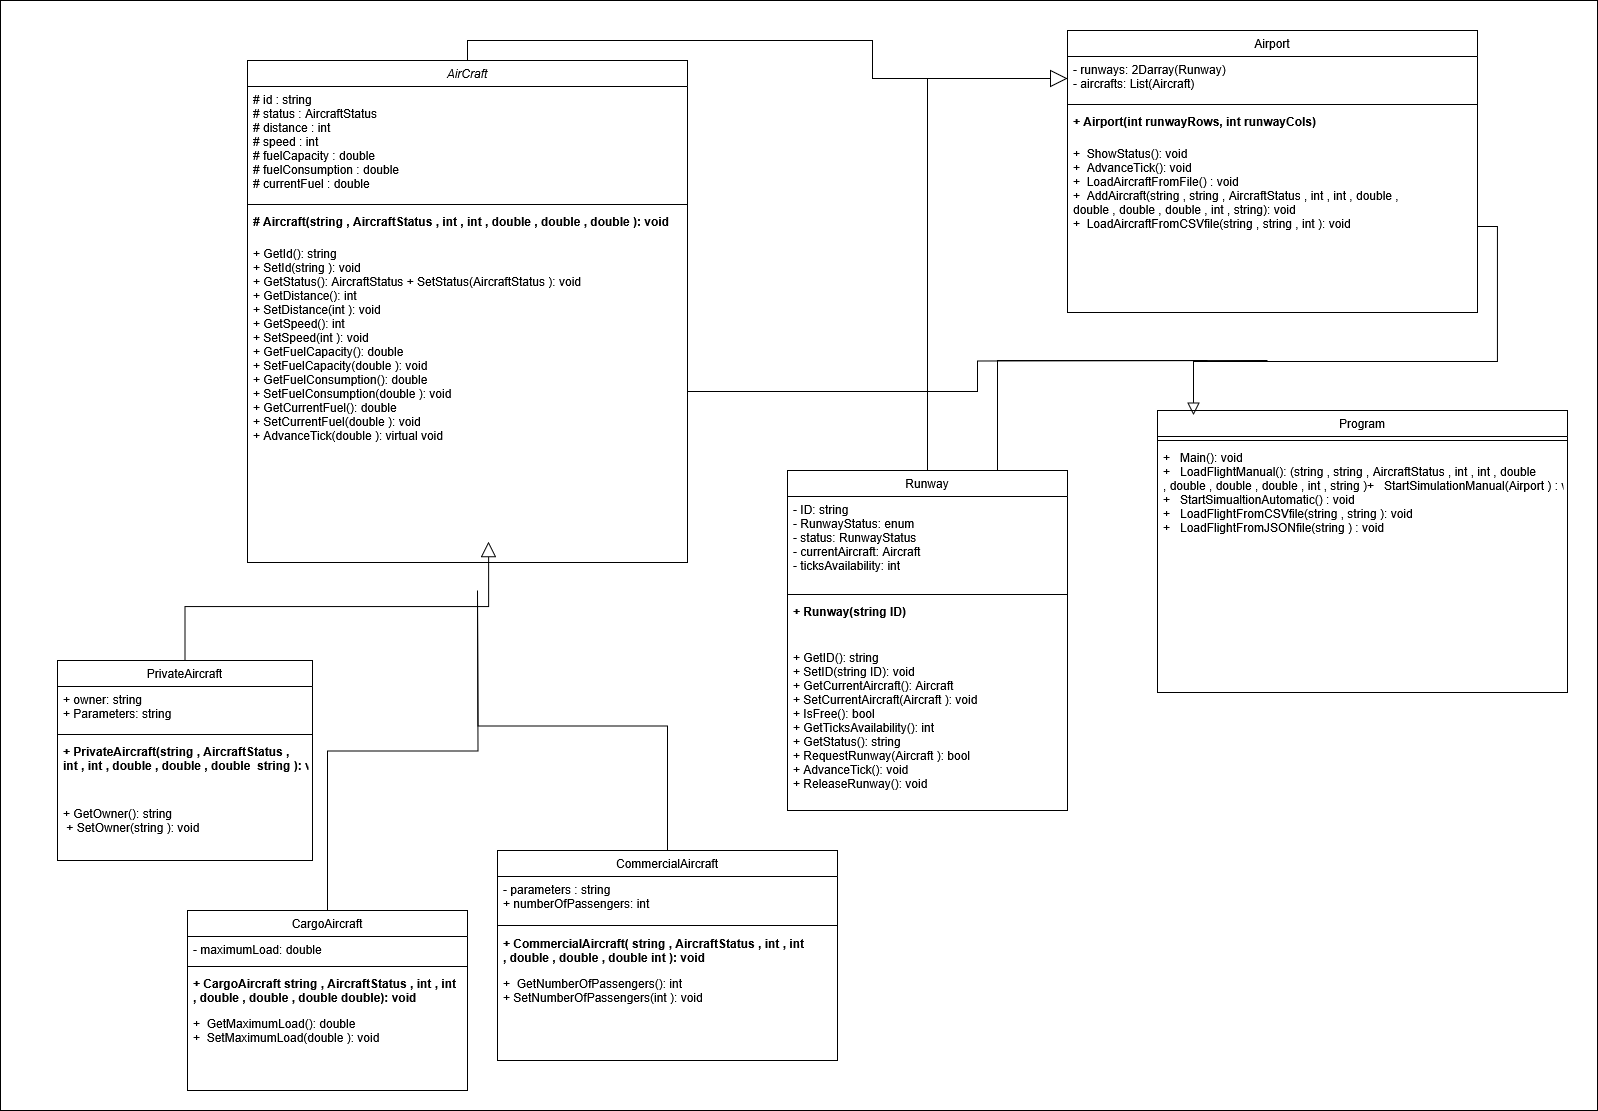 AirCraft
# id : string
# status : AircraftStatus
# distance : int
# speed : int
# fuelCapacity : double
# fuelConsumption : double
# currentFuel : double
# Aircraft(string , AircraftStatus , int , int , double , double , double ): void
+ GetId(): string
+ SetId(string ): void
+ GetStatus(): AircraftStatus + SetStatus(AircraftStatus ): void
+ GetDistance(): int
+ SetDistance(int ): void
+ GetSpeed(): int
+ SetSpeed(int ): void
+ GetFuelCapacity(): double
+ SetFuelCapacity(double ): void
+ GetFuelConsumption(): double
+ SetFuelConsumption(double ): void
+ GetCurrentFuel(): double
+ SetCurrentFuel(double ): void
+ AdvanceTick(double ): virtual void
Airport
- runways: 2Darray(Runway)
- aircrafts: List(Aircraft)
+ Airport(int runwayRows, int runwayCols)
+ ShowStatus(): void
+ AdvanceTick(): void
+ LoadAircraftFromFile() : void
+ AddAircraft(string , string , AircraftStatus , int , int , double ,
double , double , double , int , string): void
+ LoadAircraftFromCSVfile(string , string , int ): void
Program
+ Main(): void
+ LoadFlightManual(): (string , string , AircraftStatus , int , int , double
, double , double , double , int , string )+ StartSimulationManual(Airport ) :
+ StartSimualtionAutomatic() : void
+ LoadFlightFromCSVfile(string , string ): void
+ LoadFlightFromJSONfile(string ) : void
Runway
- ID: string
- RunwayStatus: enum
- status: RunwayStatus
- currentAircraft: Aircraft
- ticksAvailability: int
+ Runway(string ID)
+ GetID(): string
+ SetID(string ID): void
+ GetCurrentAircraft(): Aircraft
+ SetCurrentAircraft(Aircraft ): void
+ IsFree(): bool
+ GetTicksAvailability(): int
+ GetStatus(): string
+ RequestRunway(Aircraft ): bool
+ AdvanceTick(): void
+ ReleaseRunway(): void
PrivateAircraft
+ owner: string
+ Parameters: string
+ PrivateAircraft(string , AircraftStatus ,
int , int , double , double , double string ):
+ GetOwner(): string
+ SetOwner(string ): void
CargoAircraft
- maximumLoad: double
+ CargoAircraft string , AircraftStatus , int , int
, double , double , double double): void
+ GetMaximumLoad(): double
+ SetMaximumLoad(double ): void
CommercialAircraft
- parameters : string
+ numberOfPassengers: int
+ CommercialAircraft( string , AircraftStatus , int , int
, double , double , double int ): void
+ GetNumberOfPassengers(): int
+ SetNumberOfPassengers(int ): void